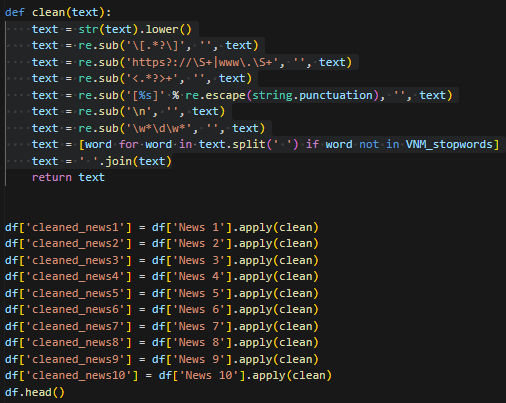 def clean(text):
    text = str(text).lower()
    text = re.sub('\[.*?\]', '', text)
    text = re.sub('https?://\S+|www\.\S+', '', text)
    text = re.sub('<.*?>+', '', text)
    text = re.sub('[%s]' % re.escape(string.punctuation), '', text)
    text = re.sub('\n', '', text)
    text = re.sub('\w*\d\w*', '', text)
    text = [word for word in text.split(' ') if word not in VNM_stopwords]
    text = ' '.join(text)
    return text
df['cleaned_news1'] = df['News 1'].apply(clean)
df['cleaned_news2'] = df['News 2'].apply(clean)
df['cleaned_news3'] = df['News 3'].apply(clean)
df['cleaned_news4'] = df['News 4'].apply(clean)
df['cleaned_news5'] = df['News 5'].apply(clean)
df['cleaned_news6'] = df['News 6'].apply(clean)
df['cleaned_news7'] = df['News 7'].apply(clean)
df['cleaned_news8'] = df['News 8'].apply(clean)
df['cleaned_news9'] = df['News 9'].apply(clean)
df['cleaned_news10'] = df['News 10'].apply(clean)
df.head()